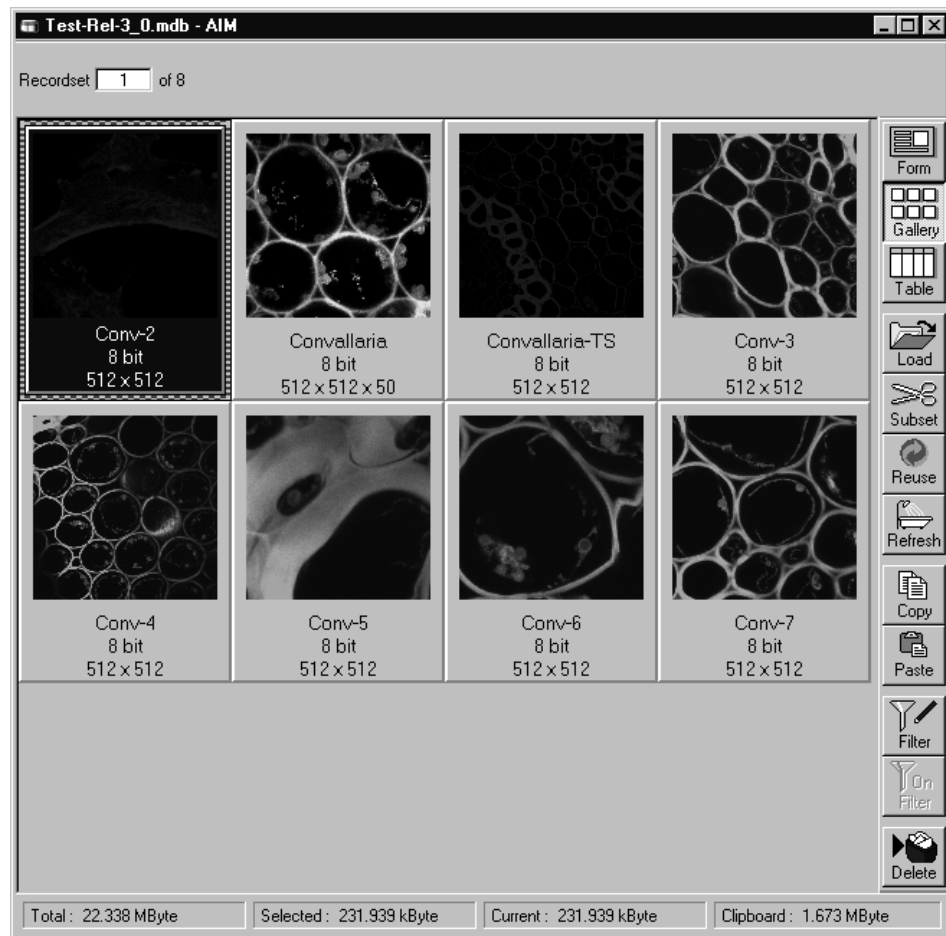 Test-Rel-3_0.mdb - AIM
Recordset 1 of 8
Conv-2
8 bit
512 x 512
Convallaria
8 bit
512 x 512 x 50
Convallaria-TS
8 bit
512 x 512
Conv-3
8 bit
512 x 512
Conv-4
8 bit
512 x 512
Conv-5
8 bit
512 x 512
Conv-6
8 bit
512 x 512
Conv-7
8 bit
512 x 512
Form
Gallery
Table
Load
Subset
Reuse
Refresh
Copy
Paste
Filter
On
Filter
Delete
Total : 22.338 MByte
Selected : 231.939 kByte
Current : 231.939 kByte
Clipboard : 1.673 MByte